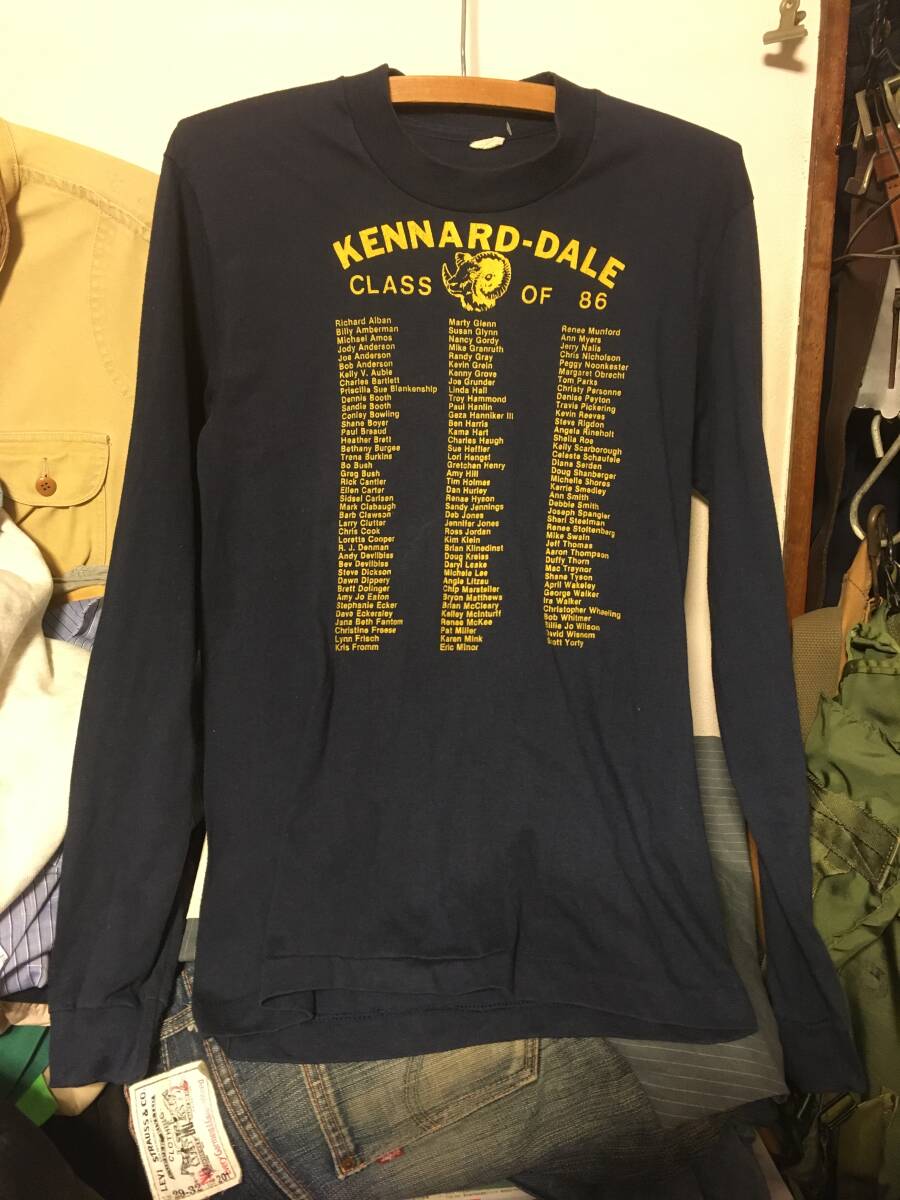 KENNARD-DALE
CLASS OF 86
Richard Alban
Billy Amberman
Michael Amos
Jody Anderson
Joe Anderson
Bob Anderson
Kelly V. Auble
Charles Bartlett
Priscilla Sue Blankenship
Dennis Booth
Sandie Booth
Conley Bowling
Shane Boyer
Paul Breaud
Heather Brett
Bethany Burgee
Trena Burkins
Bo Bush
Greg Bush
Rick Cantler
Ellen Carter
Sidsel Carlsen
Mark Clabaugh
Barb Clawson
Larry Clutter
Chris Cook
Loretta Cooper
R. J. Denman
Andy Devilbiss
Bev Devilbiss
Steve Dickson
Dawn Dippery
Brett Dolinger
Amy Jo Eaton
Stephanie Ecker
Dave Eckersley
Jana Beth Fantom
Christine Freese
Lynn Frisch
Kris Fromm
Marty Glenn
Susan Glynn
Nancy Gordy
Mike Granruth
Randy Gray
Kevin Grein
Kenny Grove
Joe Grunder
Linda Hall
Troy Hammond
Paul Hanlin
Geza Hanniker III
Ben Harris
Kama Hart
Charles Haugh
Sue Heffler
Lori Hengst
Gretchen Henry
Amy Hill
Tim Holmes
Dan Hurley
Renae Hyson
Sandy Jennings
Deb Jones
Jennifer Jones
Ross Jordan
Kim Klein
Brian Klinedinst
Doug Kreiss
Daryl Leake
Michele Lee
Angie Litzau
Chip Marsteller
Bryon Matthews
Brian McCleary
Kelley McInturff
Renee McKee
Pat Miller
Karen Mink
Eric Minor
Renee Munford
Ann Myers
Jerry Nalls
Chris Nicholson
Peggy Noonkester
Margaret Obrecht
Tom Parks
Christy Personne
Denise Peyton
Travis Pickering
Kevin Reeves
Steve Rigdon
Angela Rineholt
Sheila Roe
Kelly Scarborough
Celeste Schaufele
Diana Serden
Doug Shanberger
Michelle Shores
Karrie Smedley
Ann Smith
Debbie Smith
Joseph Spangler
Shari Steelman
Renee Stoltenberg
Mike Swain
Jeff Thomas
Aaron Thompson
Duffy Thorn
Mac Traynor
Shane Tyson
April Wakeley
George Walker
Ira Walker
Christopher Wheeling
Bob Whitmer
Billie Jo Wilson
David Wisnom
Scott Yorty
LEVI STRAUSS & CO
CLOTHING